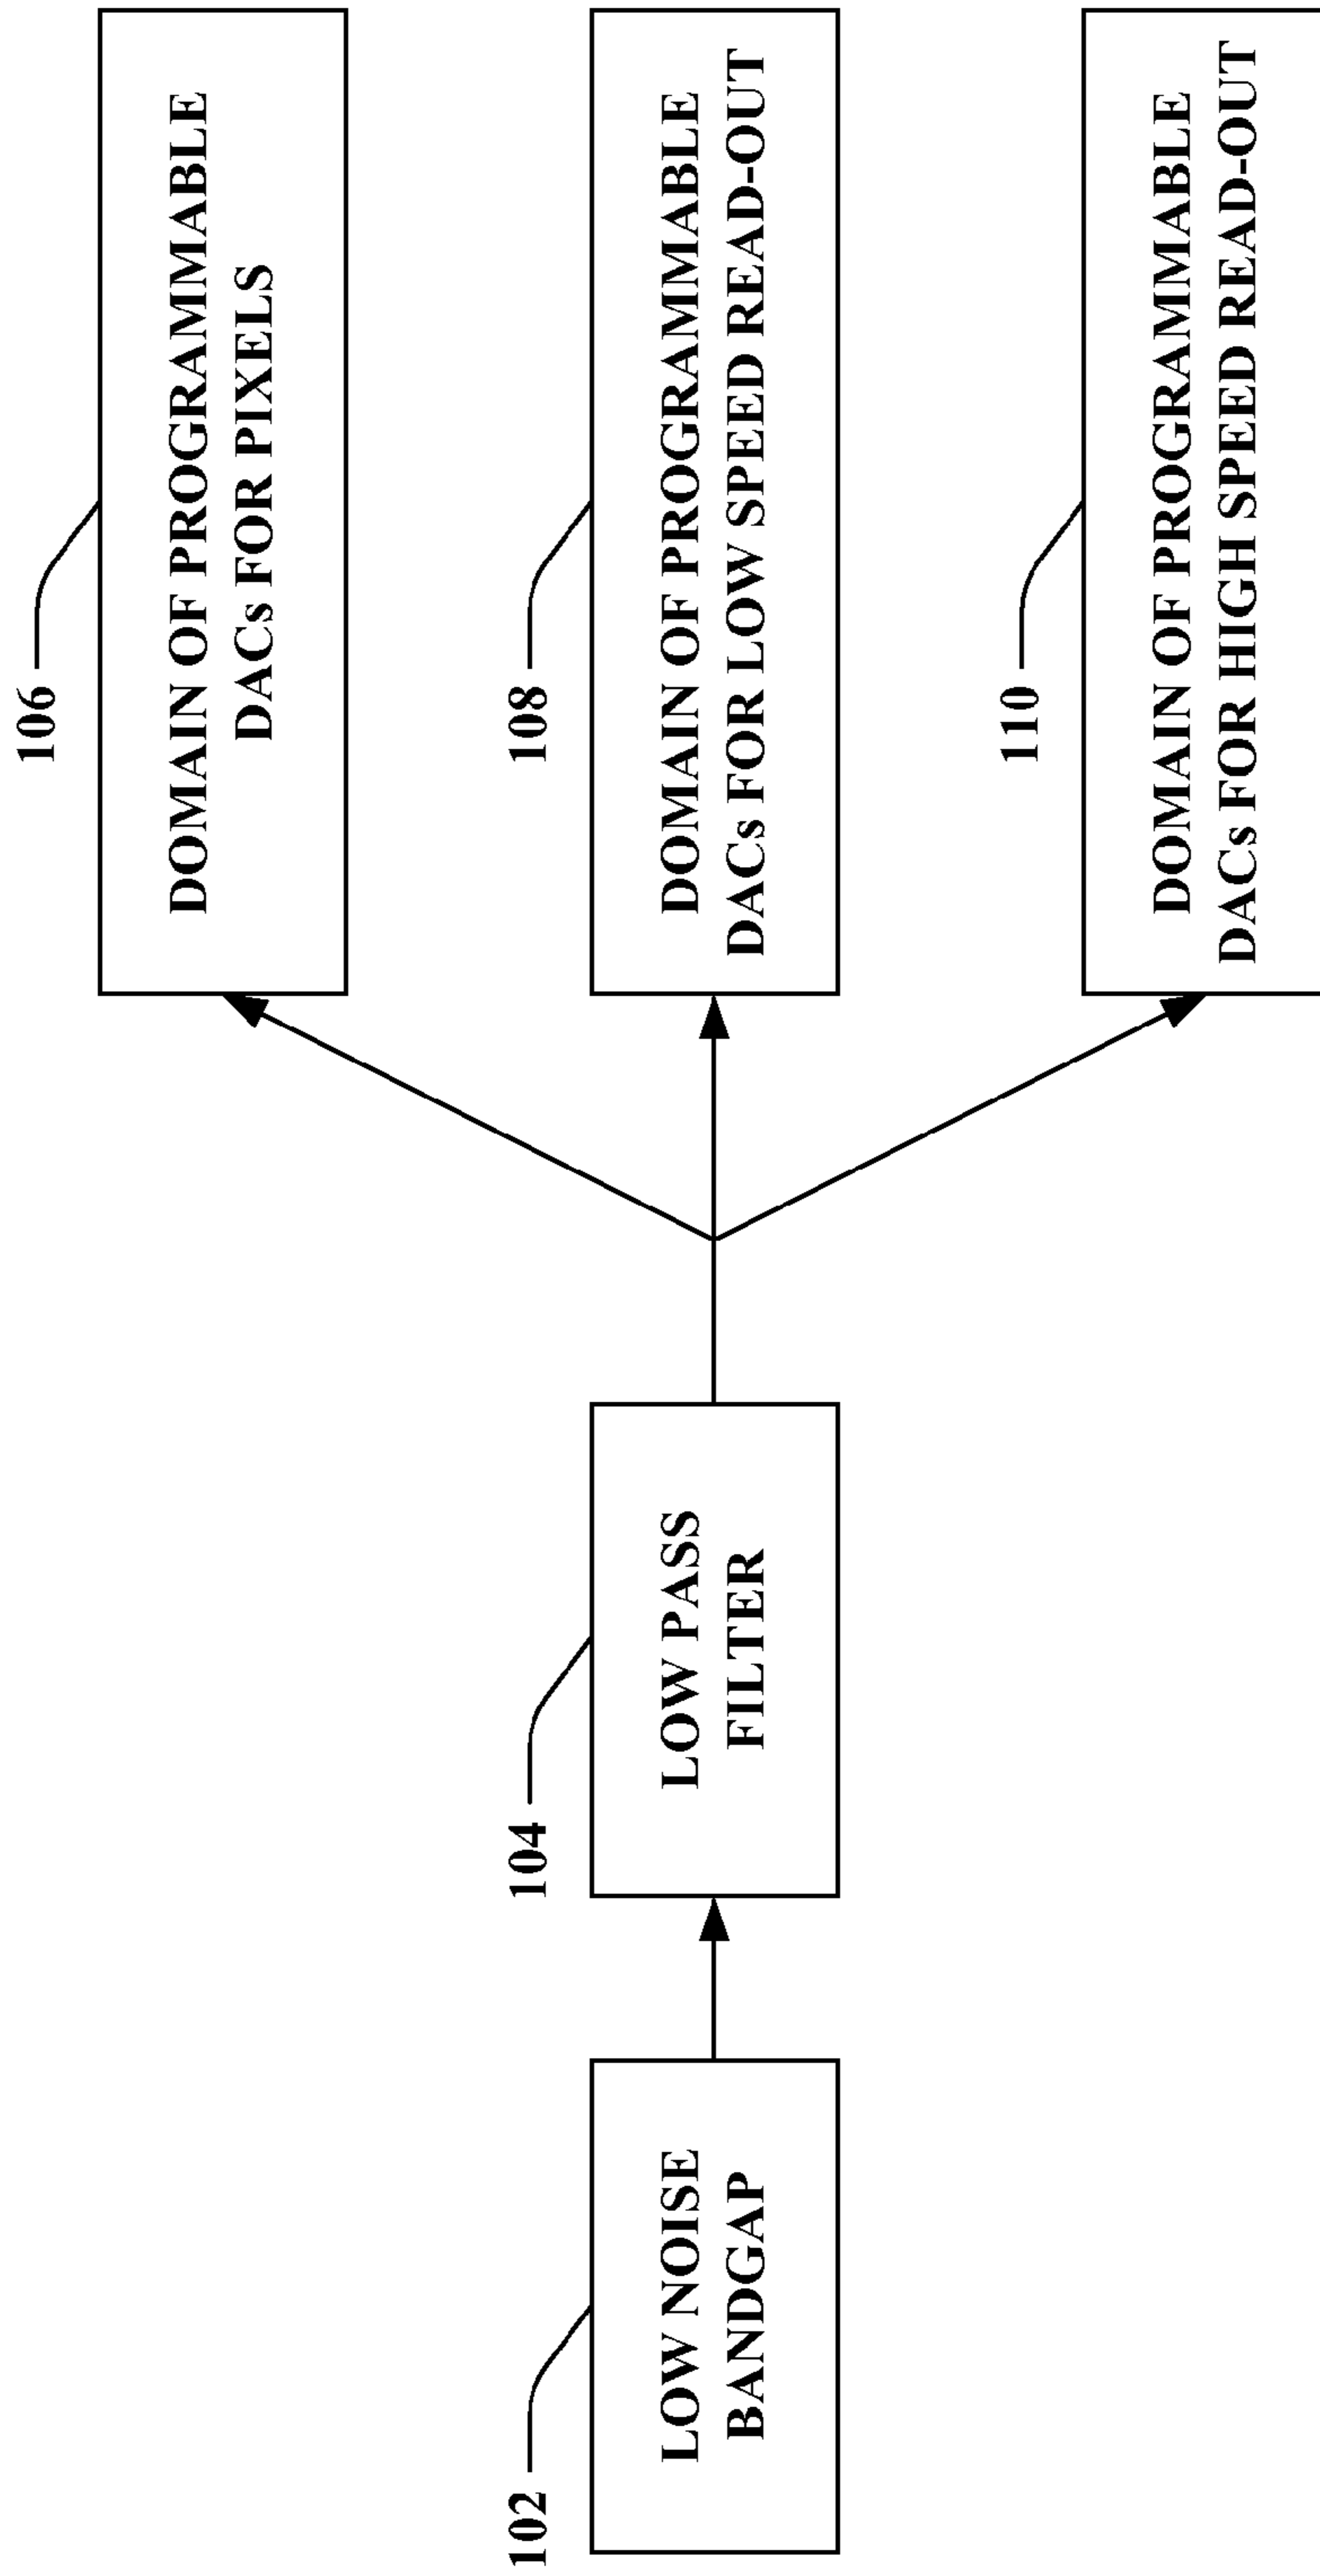 102
LOW NOISE
BANDGAP
104
LOW PASS
FILTER
106
DOMAIN OF PROGRAMMABLE
DACs FOR PIXELS
108
DOMAIN OF PROGRAMMABLE
DACs FOR LOW SPEED READ-OUT
110
DOMAIN OF PROGRAMMABLE
DACs FOR HIGH SPEED READ-OUT